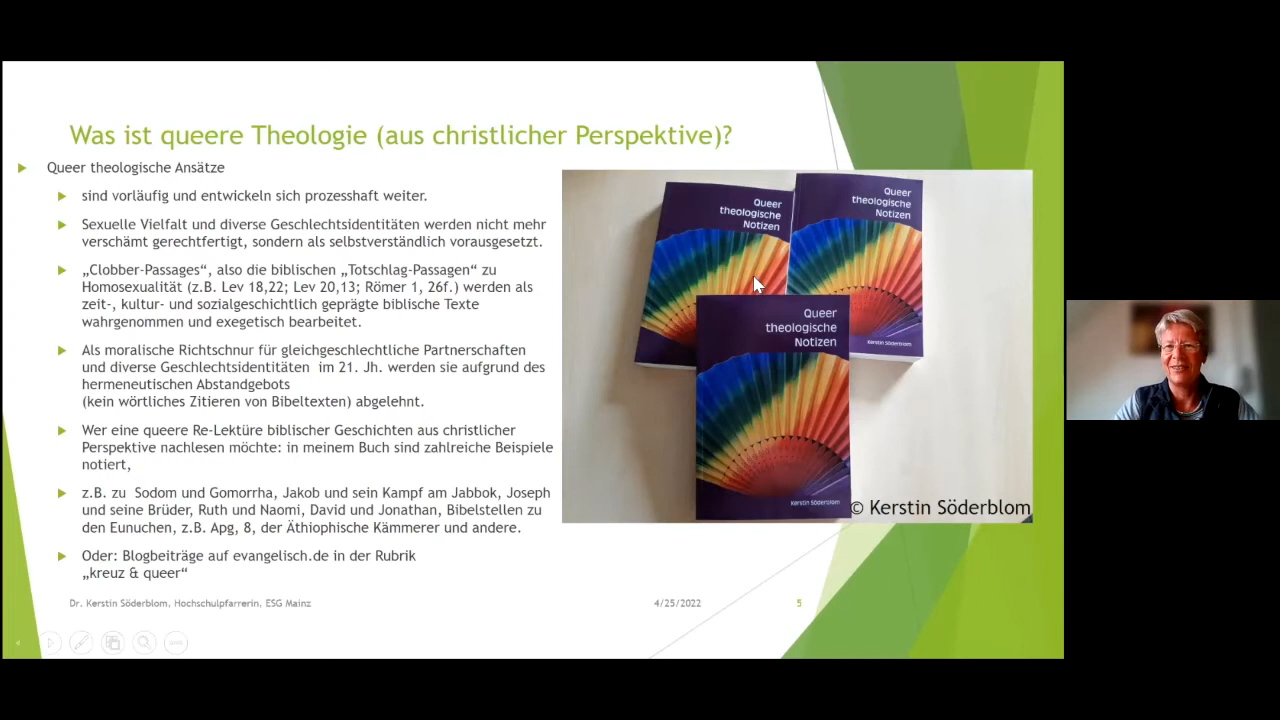 Was ist queere Theologie (aus christlicher Perspektive)?
Queer theologische Ansätze
sind vorläufig und entwickeln sich prozesshaft weiter.
Sexuelle Vielfalt und diverse Geschlechtsidentitäten werden nicht mehr
verschämt gerechtfertigt, sondern als selbstverständlich vorausgesetzt.
„Clobber-Passages“, also die biblischen „Totschlag-Passagen“ zu
Homosexualität (z.B. Lev 18,22; Lev 20,13; Römer 1, 26f.) werden als
zeit-, kultur- und sozialgeschichtlich geprägte biblische Texte
wahrgenommen und exegetisch bearbeitet.
Als moralische Richtschnur für gleichgeschlechtliche Partnerschaften
und diverse Geschlechtsidentitäten im 21. Jh. werden sie aufgrund des
hermeneutischen Abstandgebots
(kein wörtliches Zitieren von Bibeltexten) abgelehnt.
Wer eine queere Re-Lektüre biblischer Geschichten aus christlicher
Perspektive nachlesen möchte: in meinem Buch sind zahlreiche Beispiele
notiert,
z.B. zu Sodom und Gomorrha, Jakob und sein Kampf am Jabbok, Joseph
und seine Brüder, Ruth und Naomi, David und Jonathan, Bibelstellen zu
den Eunuchen, z.B. Apg, 8, der Äthiophische Kämmerer und andere.
Oder: Blogbeiträge auf evangelisch.de in der Rubrik
„kreuz & queer“
Queer
theologische
Notizen
Queer
theologische
Notizen
Kerstin Söderblom
Queer
theologische
Notizen
Kerstin Söderblom
© Kerstin Söderblom
Dr. Kerstin Söderblom, Hochschulpfarrerin, ESG Mainz
4/25/2022
5